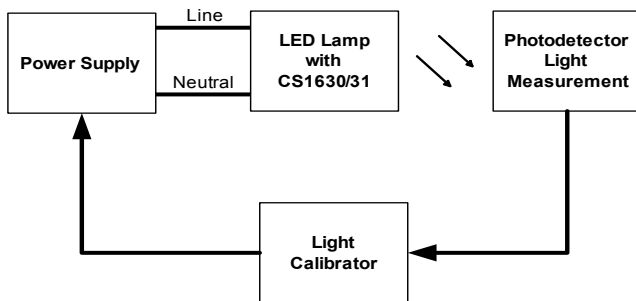 Line
Power Supply
Neutral
LED Lamp
with
CS1630/31
Photodetector
Light
Measurement
Light
Calibrator